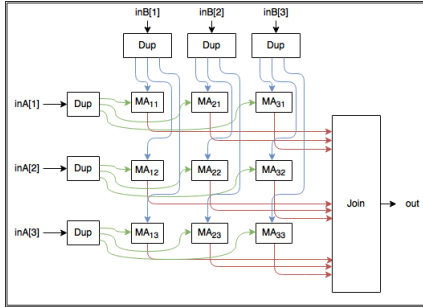 inB[1] inB[2] inB[3]
Dup Dup Dup
inA[1] Dup MA11 MA21 MA31
inA[2] Dup MA12 MA22 MA32 Join out
inA[3] Dup MA13 MA23 MA33